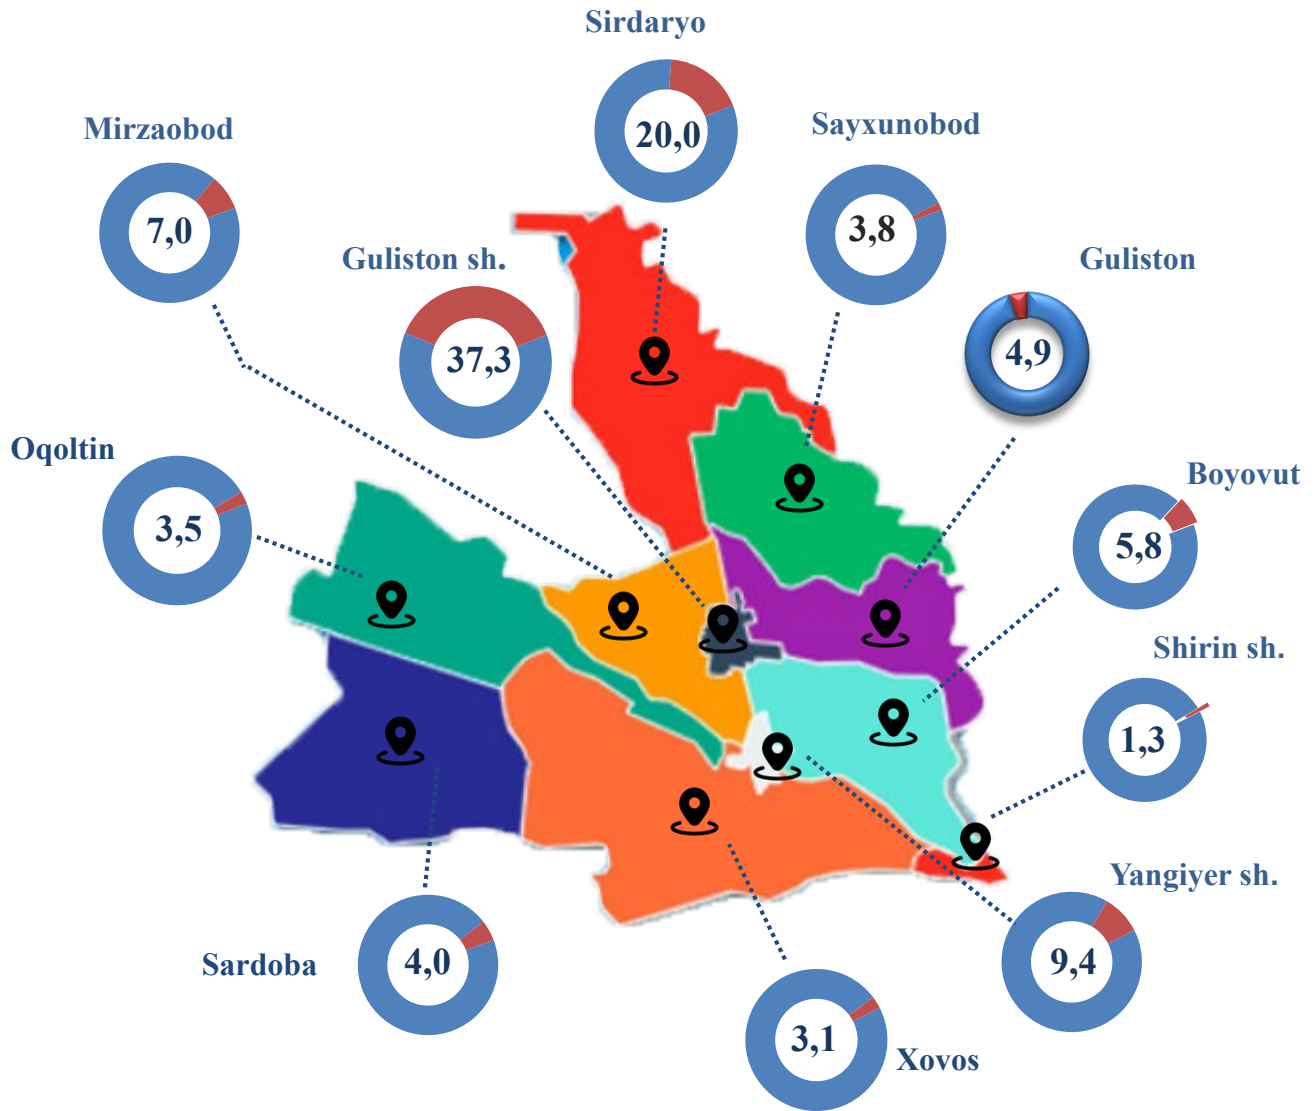 Sirdaryo
20,0
Mirzaobod
7,0
Sayxunobod
3,8
Guliston sh.
37,3
Guliston
4,9
Oqoltin
3,5
Boyovut
5,8
Shirin sh.
1,3
Yangiyer sh.
9,4
Sardoba
4,0
Xovos
3,1